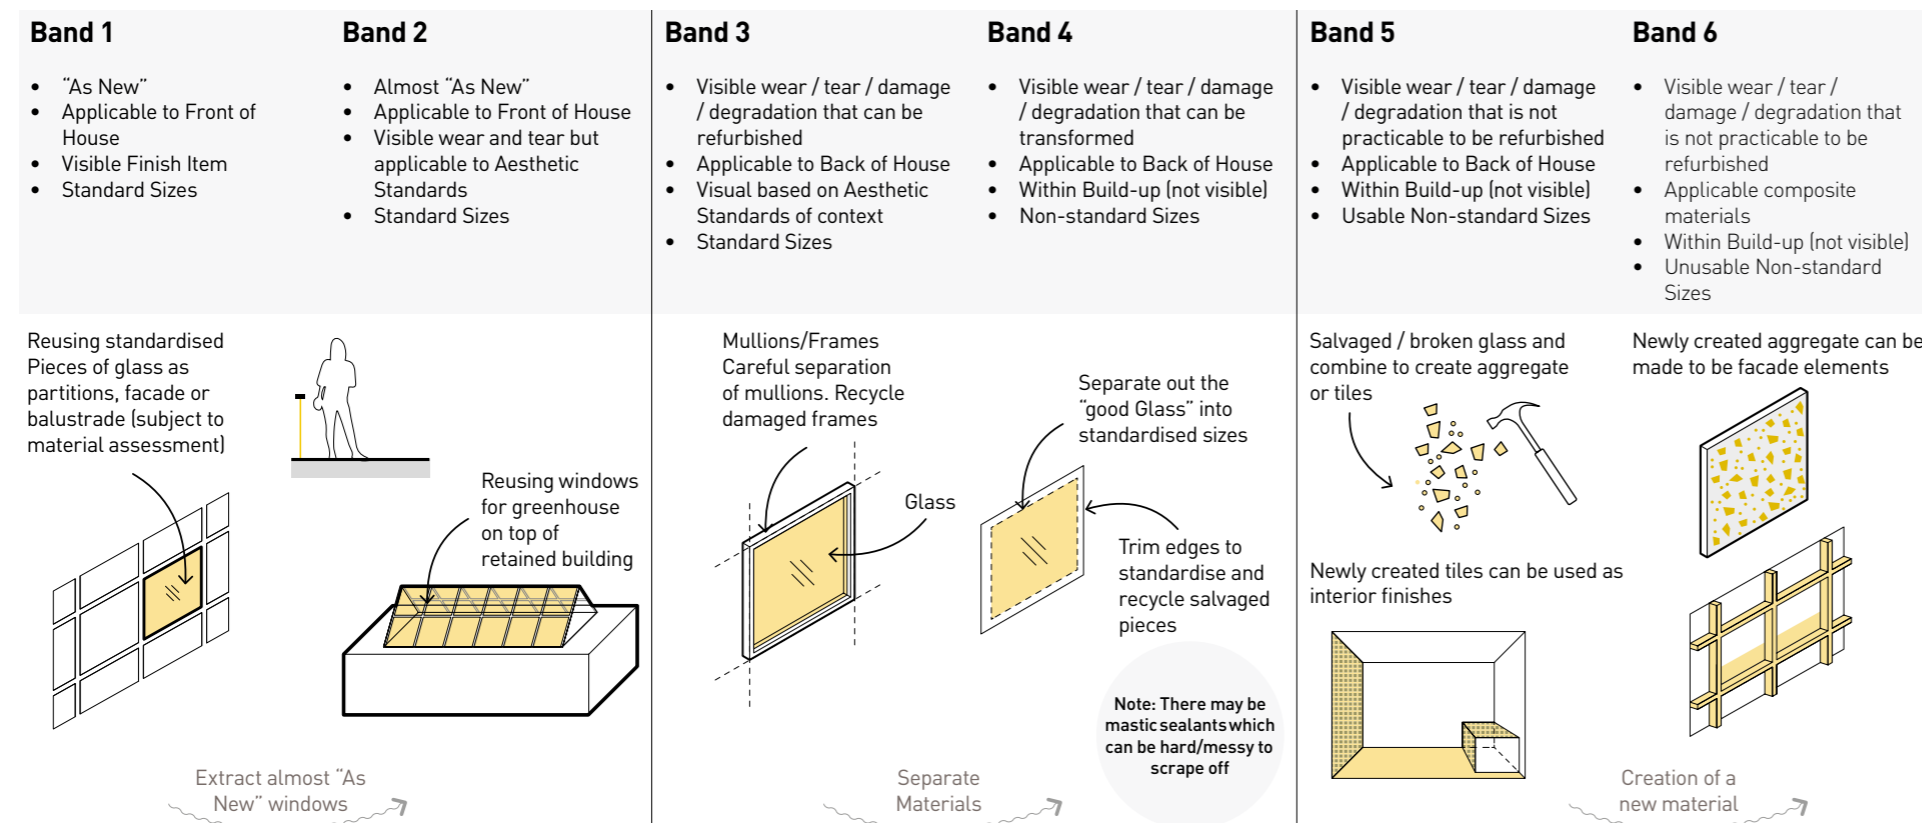 Band 1
• “As New”
• Applicable to Front of
House
• Visible Finish Item
• Standard Sizes
Band 2
• Almost “As New”
• Applicable to Front of House
• Visible wear and tear but
applicable to Aesthetic
Standards
• Standard Sizes
Band 3
• Visible wear / tear / damage
/ degradation that can be
refurbished
• Applicable to Back of House
• Visual based on Aesthetic
Standards of context
• Standard Sizes
Band 4
• Visible wear / tear / damage
/ degradation that can be
transformed
• Applicable to Back of House
• Within Build-up (not visible)
• Non-standard Sizes
Band 5
• Visible wear / tear / damage
/ degradation that is not
practicable to be refurbished
• Applicable to Back of House
• Within Build-up (not visible)
• Usable Non-standard Sizes
Band 6
• Visible wear / tear /
damage / degradation that
is not practicable to be
refurbished
• Applicable composite
materials
• Within Build-up (not visible)
• Unusable Non-standard
Sizes
Reusing standardised
Pieces of glass as
partitions, facade or
balustrade (subject to
material assessment)
Reusing windows
for greenhouse
on top of
retained building
Extract almost “As
New” windows
Mullions/Frames
Careful separation
of mullions. Recycle
damaged frames
Glass
Separate out the
“good Glass” into
standardised sizes
Trim edges to
standardise and
recycle salvaged
pieces
Note: There may be
mastic sealants which
can be hard/messy to
scrape off
Separate
Materials
Salvaged / broken glass and
combine to create aggregate
or tiles
Newly created tiles can be used as
interior finishes
Newly created aggregate can be
made to be facade elements
Creation of a
new material